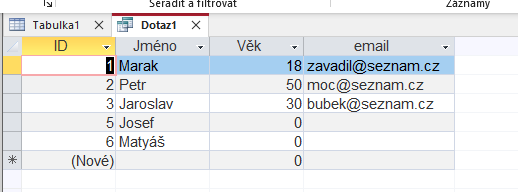 Seřadit a filtrovat Záznamy
Tabulka1 Dotaz1
ID Jméno Věk email
1 Marak 18 zavadil@seznam.cz
2 Petr 50 moc@seznam.cz
3 Jaroslav 30 bubek@seznam.cz
5 Josef 0
6 Matyáš 0
* (Nové) 0